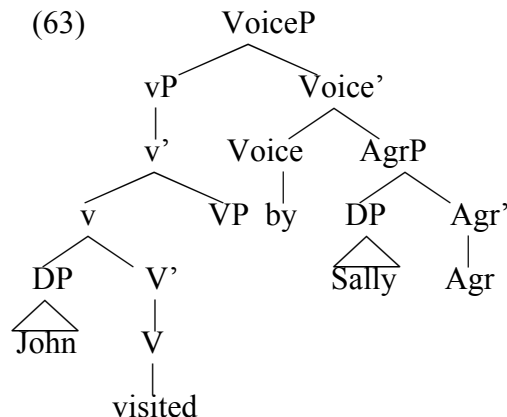 (63) VoiceP
vP Voice’
v’ Voice AgrP
v VP by DP Agr’
DP V’ Sally Agr
John V
visited